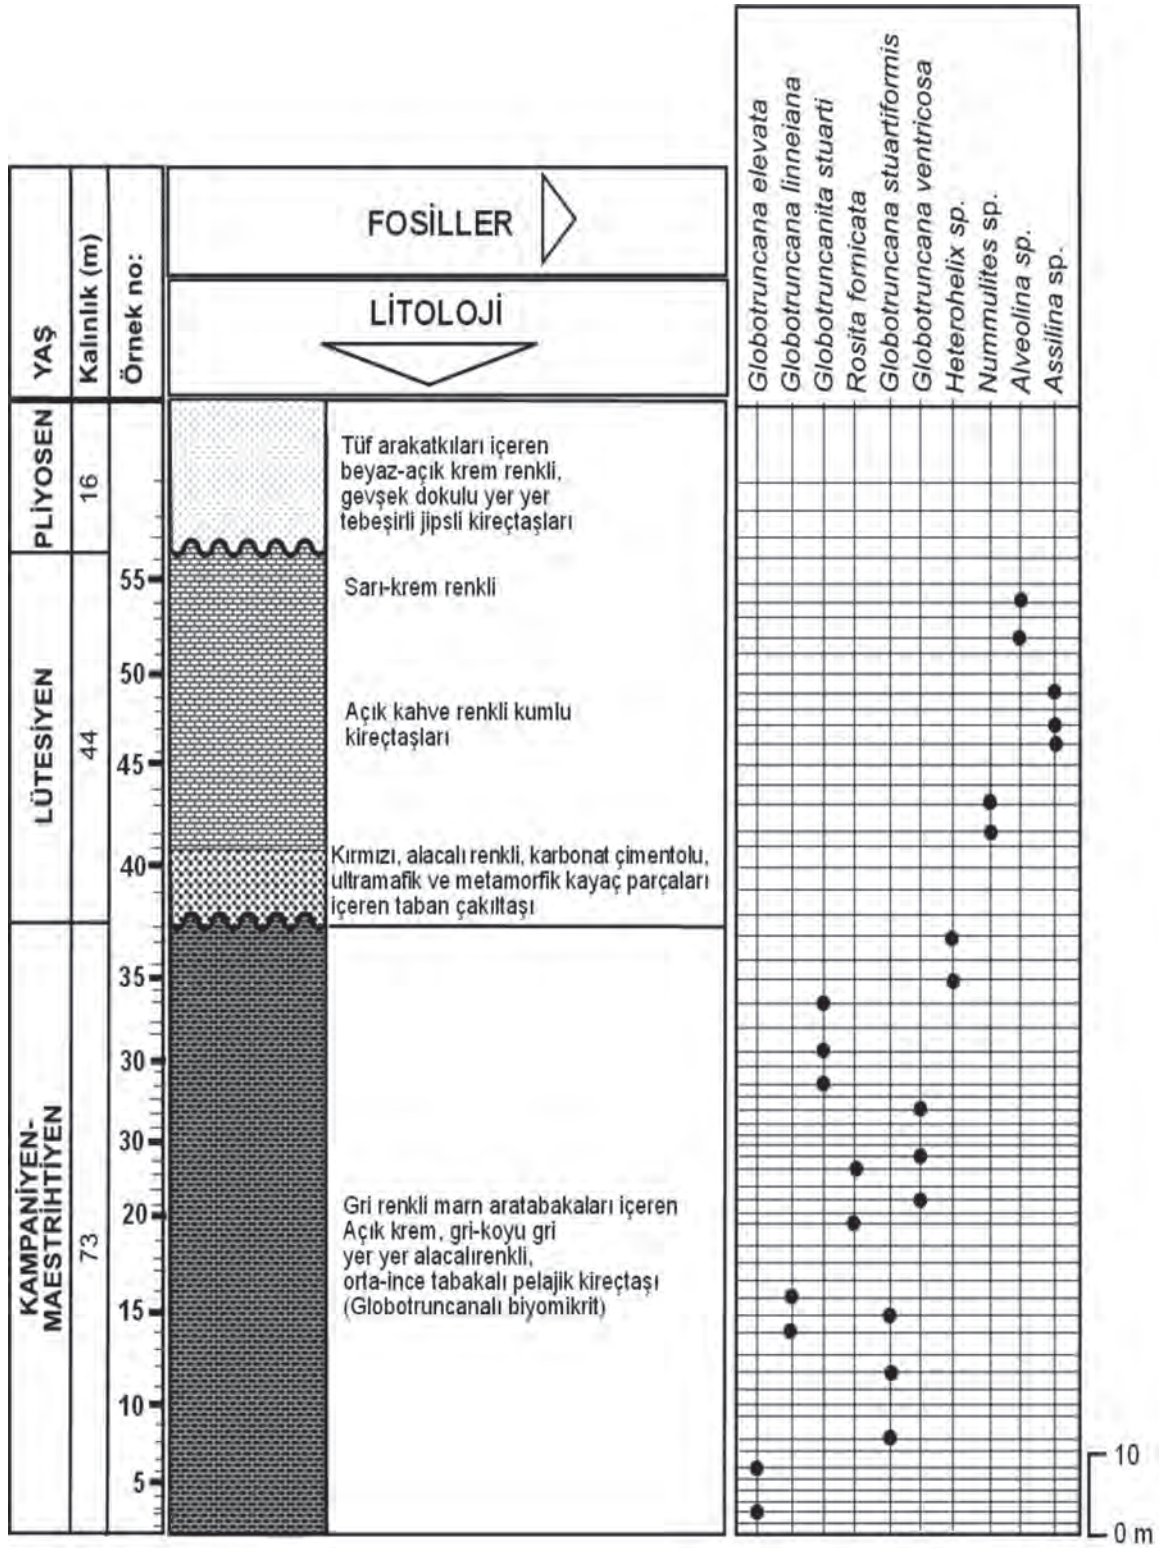 FOSİLLER
LİTOLOJİ
YAŞ
Kalınlık (m)
Örnek no:
Globotruncana elevata
Globotruncana linneiana
Globotruncanita stuarti
Rosita fornicata
Globotruncana stuartiformis
Globotruncana ventricosa
Heterohelix sp.
Nummulites sp.
Alveolina sp.
Assilina sp.
PLİYOSEN
16
Tüf arakatkıları içeren
beyaz-açık krem renkli,
gevşek dokulu yer yer
tebeşirli jipsli kireçtaşları
LÜTESİYEN
44
55
50
45
40
Sarı-krem renkli
Açık kahve renkli kumlu
kireçtaşları
Kırmızı, alacalı renkli, karbonat çimentolu,
ultramafik ve metamorfik kayaç parçaları
içeren taban çakıltaşı
KAMPANİYEN-
MAESTRİHTİYEN
73
35
30
30
20
15
10
5
Gri renkli marn aratabakaları içeren
Açık krem, gri-koyu gri
yer yer alacalırenkli,
orta-ince tabakalı pelajik kireçtaşı
(Globotruncanalı biyomikrit)
10
0 m